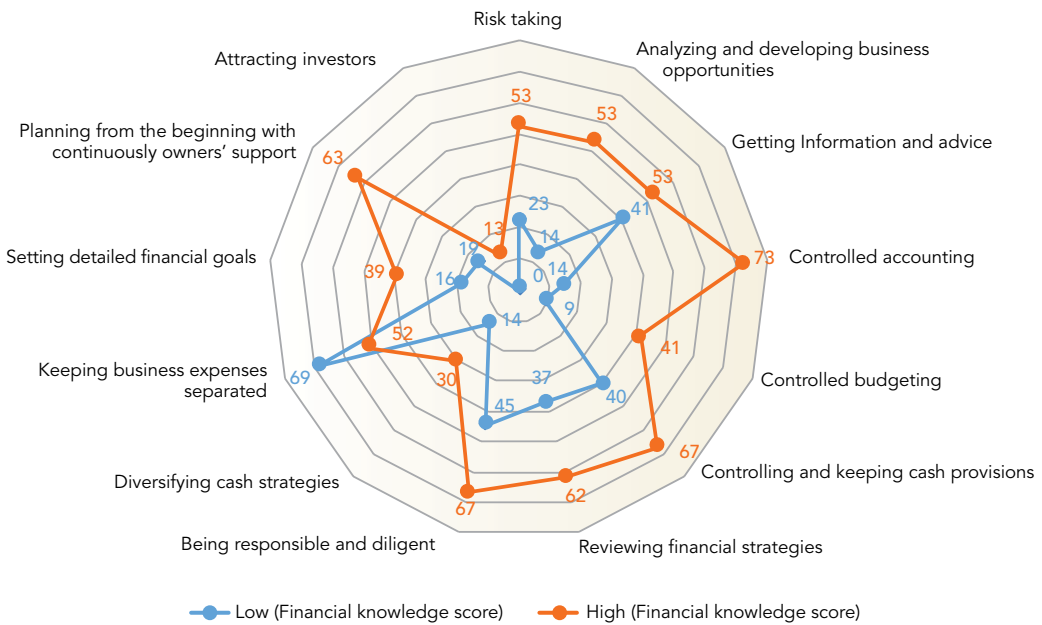 Risk taking
Analyzing and developing business
opportunities
Attracting investors
53
53
Planning from the beginning with
continuously owners' support
Getting Information and advice
63
53
23
41
13
14
19
Setting detailed financial goals
Controlled accounting
73
39
16
0
14
9
14
52
41
Keeping business expenses
separated
69
30
37
40
Controlled budgeting
45
67
Controlling and keeping cash provisions
Diversifying cash strategies
67
62
Being responsible and diligent
Reviewing financial strategies
Low (Financial knowledge score)
High (Financial knowledge score)